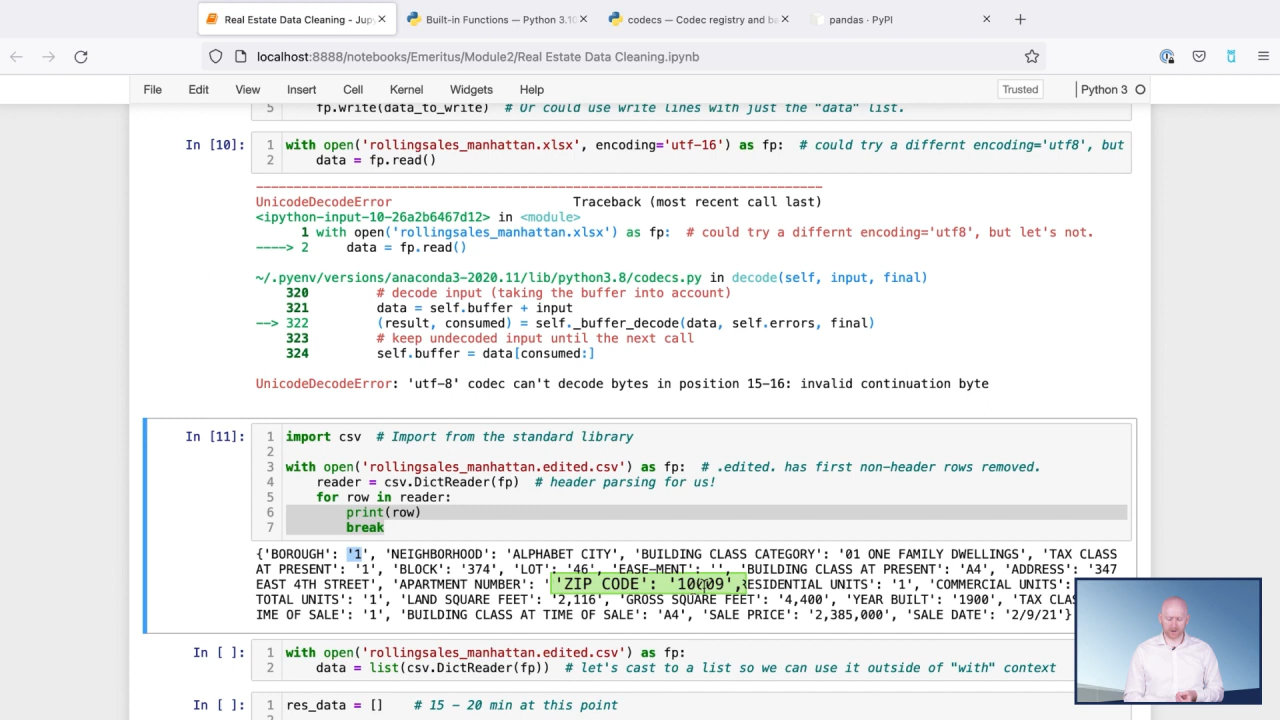 Real Estate Data Cleaning - Jup
Built-in Functions — Python 3.10
codecs — Codec registry and ba
pandas · PyPI
localhost:8888/notebooks/Emeritus/Module2/Real Estate Data Cleaning.ipynb
File Edit View Insert Cell Kernel Widgets Help Trusted Python 3
5 fp.write(data_to_write) # Or could use write lines with just the "data" list.
In [10]: 1 with open('rollingsales_manhattan.xlsx', encoding='utf-16') as fp: # could try a differnt encoding='utf8', but
2 data = fp.read()
---------------------------------------------------------------------------
UnicodeDecodeError Traceback (most recent call last)
<ipython-input-10-26a2b6467d12> in <module>
1 with open('rollingsales_manhattan.xlsx') as fp: # could try a differnt encoding='utf8', but let's not.
----> 2 data = fp.read()
~/.pyenv/versions/anaconda3-2020.11/lib/python3.8/codecs.py in decode(self, input, final)
320 # decode input (taking the buffer into account)
321 data = self.buffer + input
--> 322 (result, consumed) = self._buffer_decode(data, self.errors, final)
323 # keep undecoded input until the next call
324 self.buffer = data[consumed:]
UnicodeDecodeError: 'utf-8' codec can't decode bytes in position 15-16: invalid continuation byte
In [11]: 1 import csv # Import from the standard library
2
3 with open('rollingsales_manhattan.edited.csv') as fp: # .edited. has first non-header rows removed.
4 reader = csv.DictReader(fp) # header parsing for us!
5 for row in reader:
6 print(row)
7 break
{'BOROUGH': '1', 'NEIGHBORHOOD': 'ALPHABET CITY', 'BUILDING CLASS CATEGORY': '01 ONE FAMILY DWELLINGS', 'TAX CLASS
AT PRESENT': '1', 'BLOCK': '374', 'LOT': '46', 'EASE-MENT': '', 'BUILDING CLASS AT PRESENT': 'A4', 'ADDRESS': '347
EAST 4TH STREET', 'APARTMENT NUMBER': ' 'ZIP CODE': '10009', RESIDENTIAL UNITS': '1', 'COMMERCIAL UNITS':
TOTAL UNITS': '1', 'LAND SQUARE FEET': '2,116', 'GROSS SQUARE FEET': '4,400', 'YEAR BUILT': '1900', 'TAX CLAS
IME OF SALE': '1', 'BUILDING CLASS AT TIME OF SALE': 'A4', 'SALE PRICE': '2,385,000', 'SALE DATE': '2/9/21'}
In [ ]: 1 with open('rollingsales_manhattan.edited.csv') as fp:
2 data = list(csv.DictReader(fp)) # let's cast to a list so we can use it outside of "with" context
In [ ]: 1 res_data = [] # 15 - 20 min at this point
2